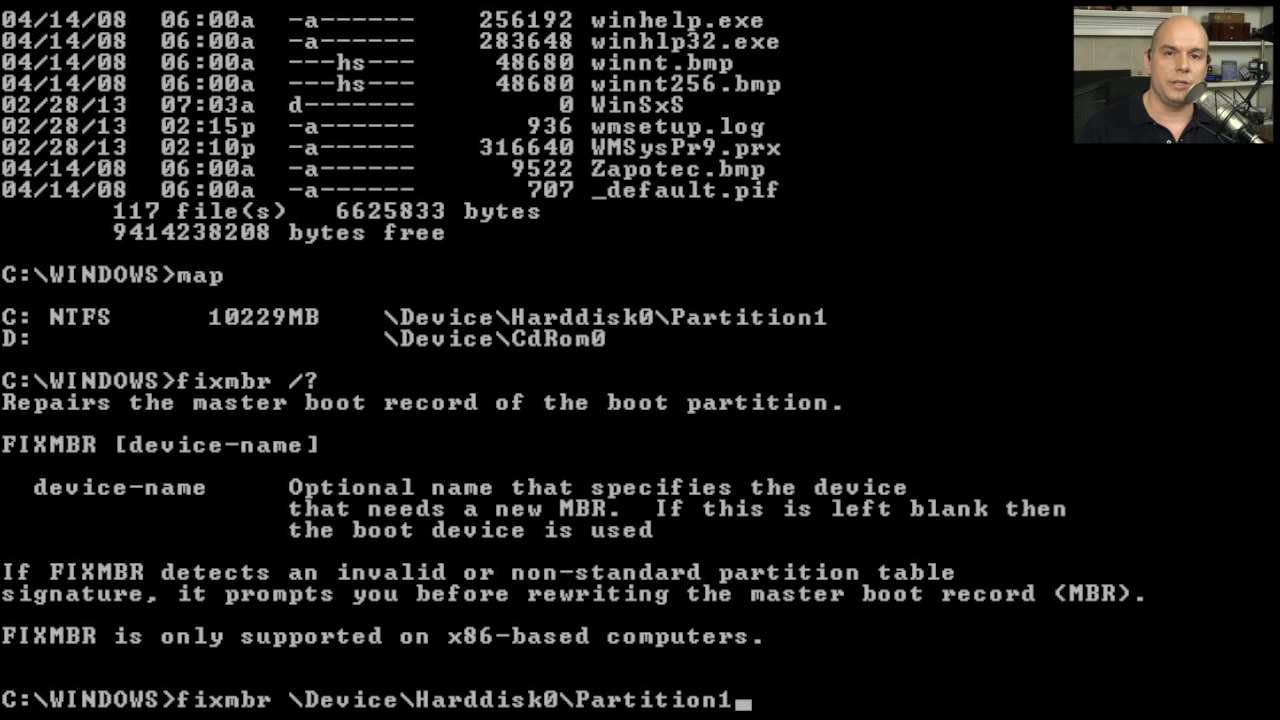 04/14/08 06:00a -a------ 256192 winhelp.exe
04/14/08 06:00a -a------ 283648 winhlp32.exe
04/14/08 06:00a ---hs--- 48680 winnt.bmp
04/14/08 06:00a ---hs--- 48680 winnt256.bmp
02/28/13 07:03a d------- 0 WinSxS
02/28/13 02:15p -a------ 936 wmsetup.log
02/28/13 02:10p -a------ 316640 WMSysPr9.prx
04/14/08 06:00a -a------ 9522 Zapotec.bmp
04/14/08 06:00a -a------ 707 _default.pif
117 file(s) 6625833 bytes
9414238208 bytes free
C:\WINDOWS>map
C: NTFS 10229MB \Device\Harddisk0\Partition1
D: \Device\CdRom0
C:\WINDOWS>fixmbr /?
Repairs the master boot record of the boot partition.
FIXMBR [device-name]
device-name Optional name that specifies the device
that needs a new MBR. If this is left blank then
the boot device is used
If FIXMBR detects an invalid or non-standard partition table
signature, it prompts you before rewriting the master boot record (MBR).
FIXMBR is only supported on x86-based computers.
C:\WINDOWS>fixmbr \Device\Harddisk0\Partition1_